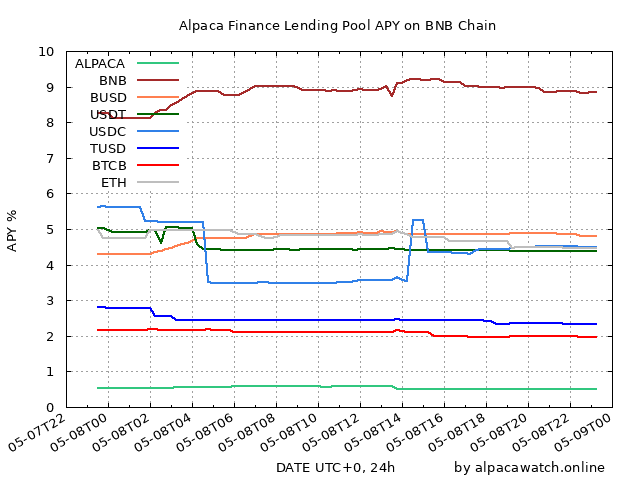 Alpaca Finance Lending Pool APY on BNB Chain
APY %
10
9
8
7
6
5
4
3
2
1
0
ALPACA
BNB
BUSD
USDT
USDC
TUSD
BTCB
ETH
05-07T22
05-08T00
05-08T02
05-08T04
05-08T06
05-08T08
05-08T10
05-08T12
05-08T14
05-08T16
05-08T18
05-08T20
05-08T22
05-09T00
DATE UTC+0, 24h
by alpacawatch.online